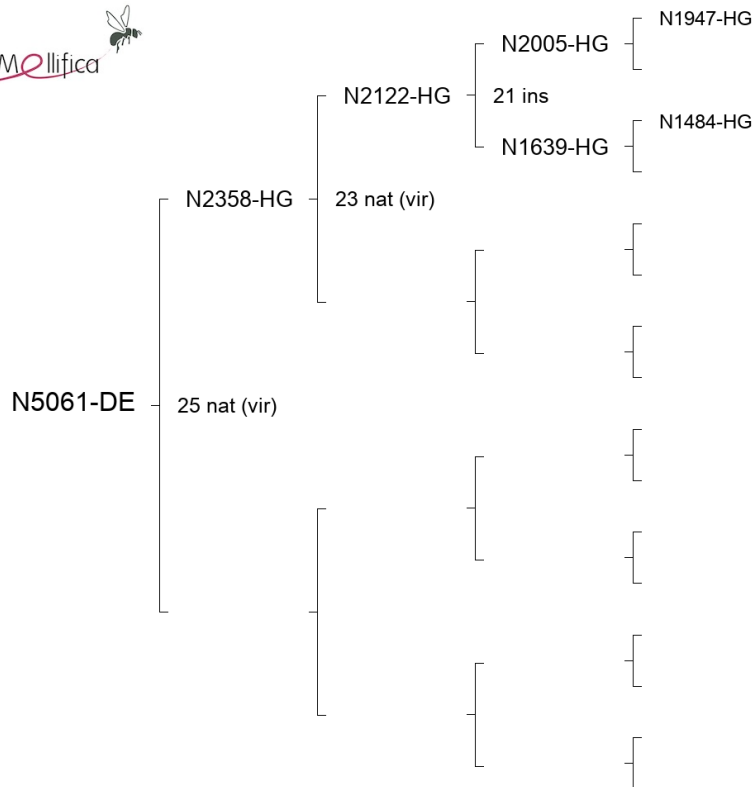 Mellifica
N1947-HG
N2005-HG
N2122-HG
21 ins
N1484-HG
N1639-HG
N2358-HG
23 nat (vir)
N5061-DE
25 nat (vir)